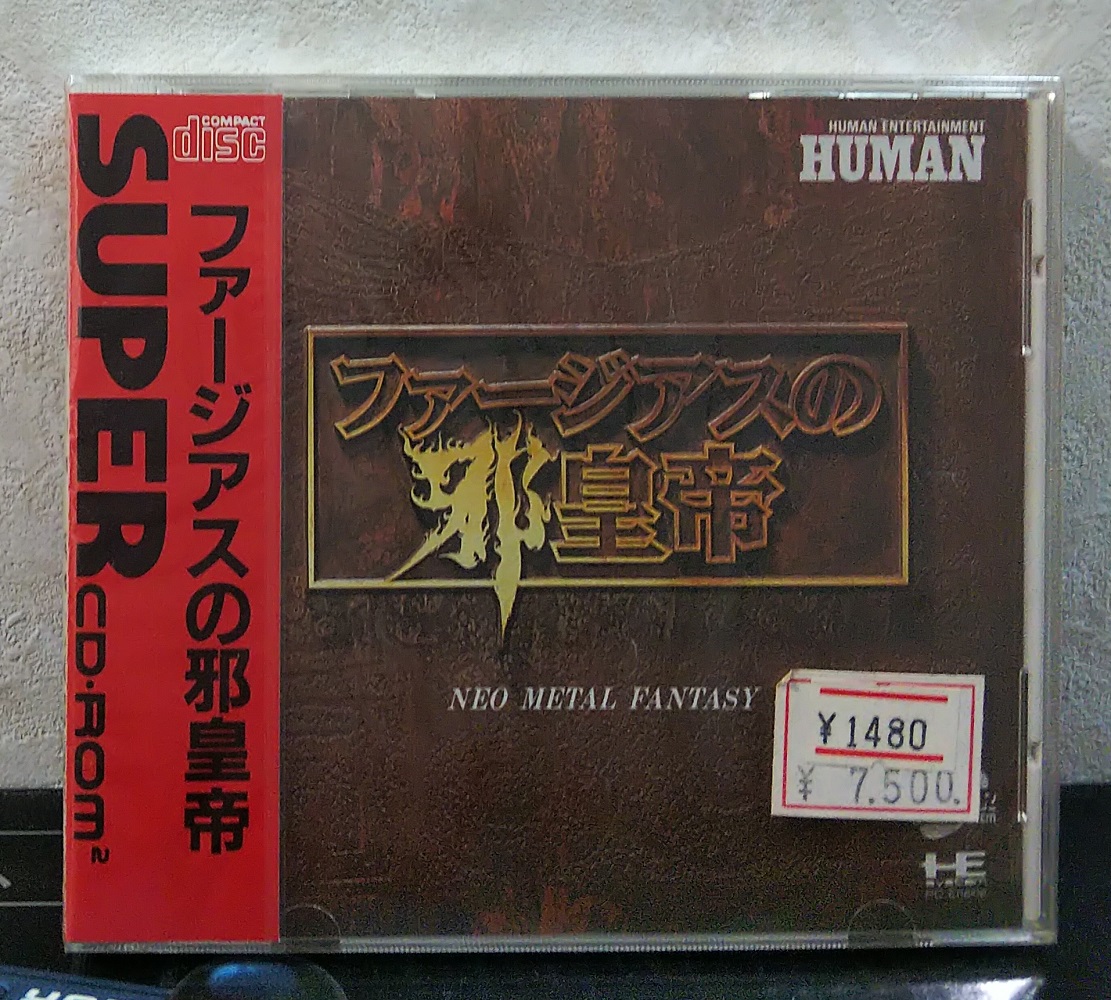 COMPACT
disc
SUPER CD-ROM²
ファージアスの邪皇帝
HUMAN ENTERTAINMENT
HUMAN
ファージアスの
邪皇帝
NEO METAL FANTASY
¥1480
¥ 7.500.
HE